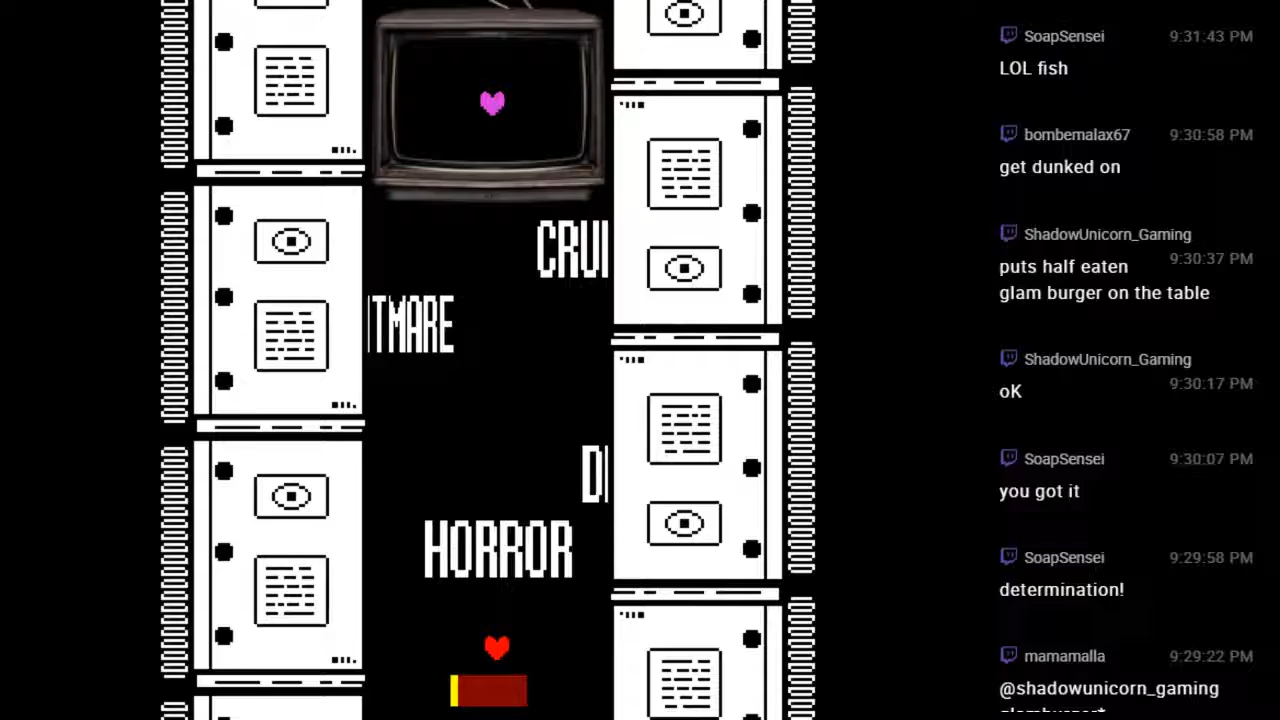 CRUI
ITMARE
D
HORROR
SoapSensei 9:31:43 PM
LOL fish
bombemalax67 9:30:58 PM
get dunked on
ShadowUnicorn_Gaming
puts half eaten 9:30:37 PM
glam burger on the table
ShadowUnicorn_Gaming
oK 9:30:17 PM
SoapSensei 9:30:07 PM
you got it
SoapSensei 9:29:58 PM
determination!
mamamalla 9:29:22 PM
@shadowunicorn_gaming